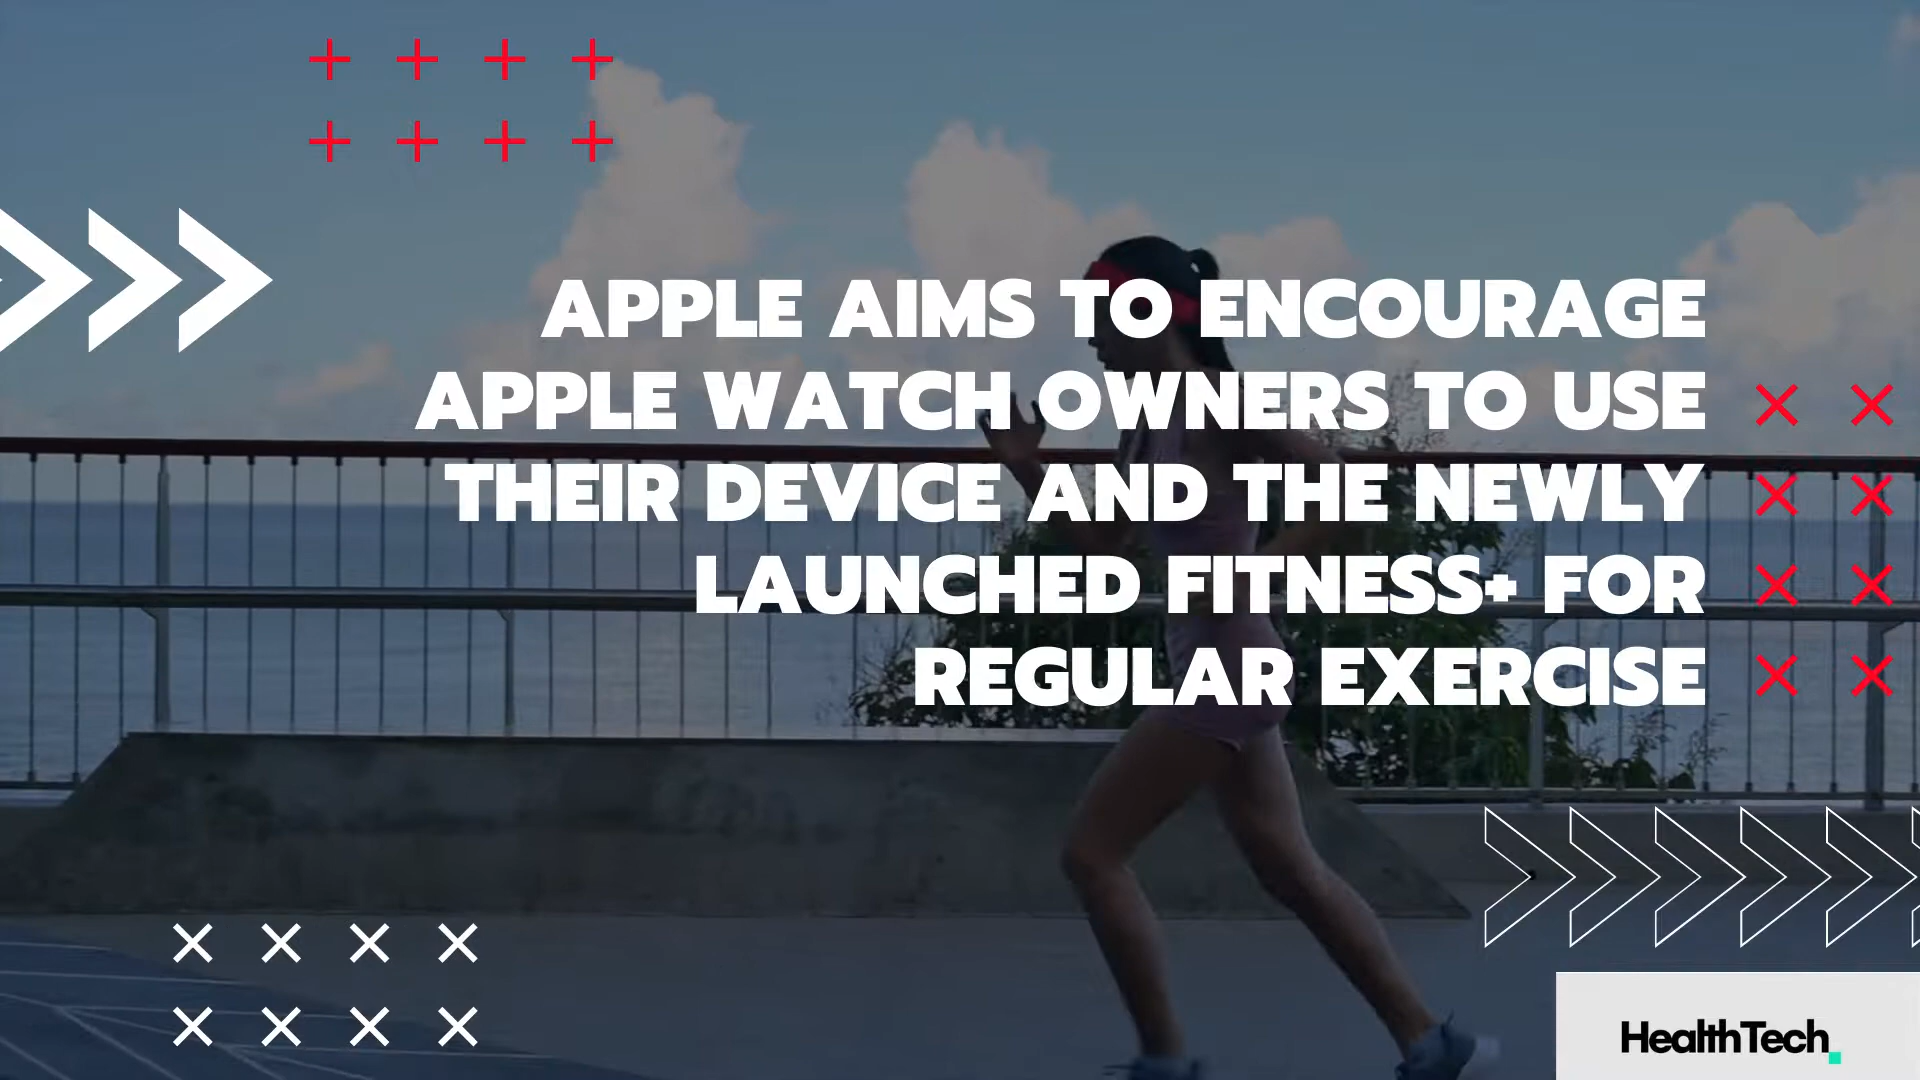 APPLE AIMS TO ENCOURAGE
APPLE WATCH OWNERS TO USE
THEIR DEVICE AND THE NEWLY
LAUNCHED FITNESS+ FOR
REGULAR EXERCISE
HealthTech.